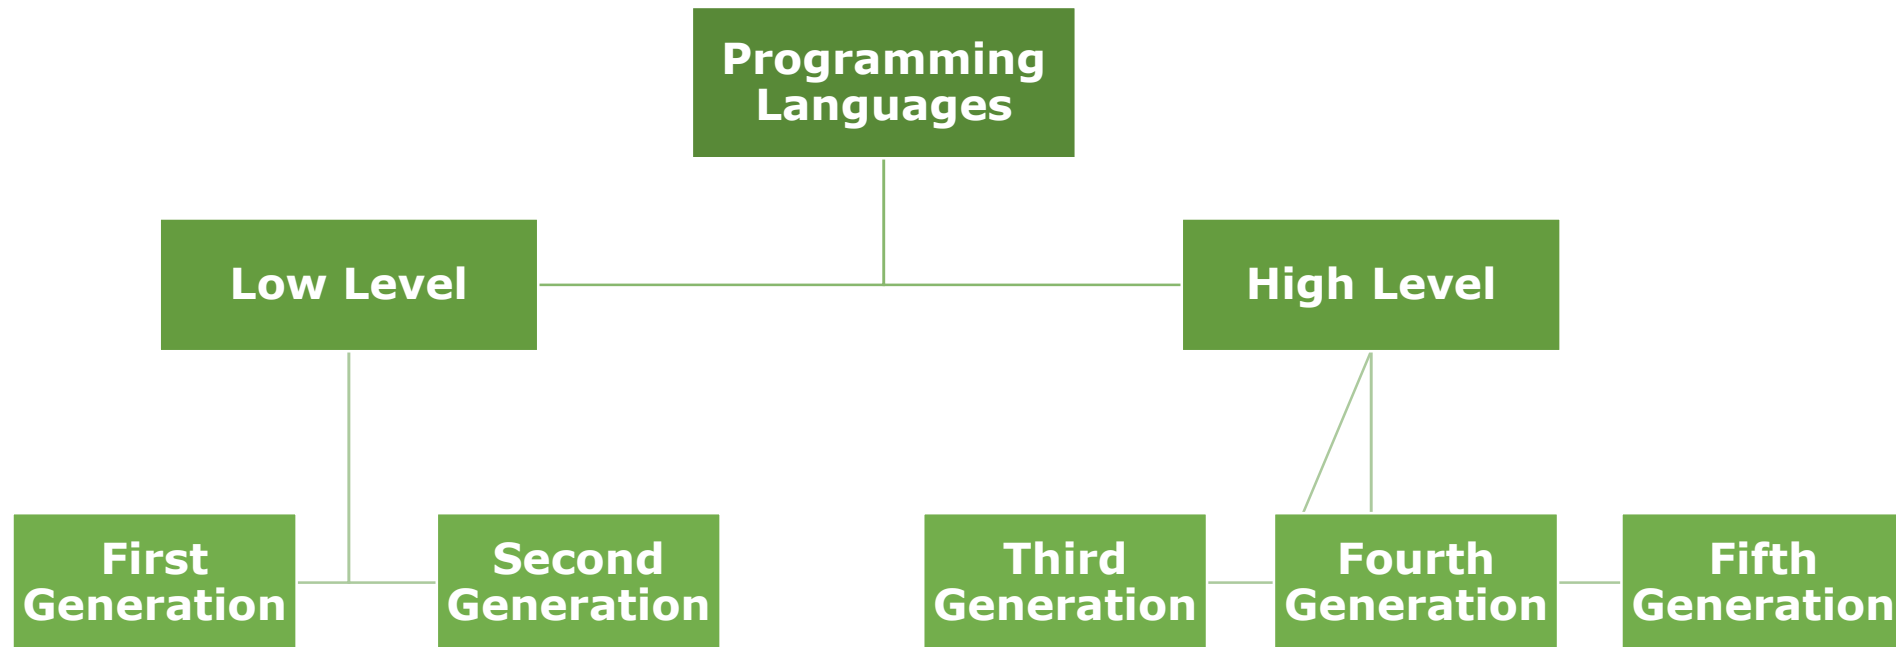 Programming
Languages
Low Level
High Level
First
Generation
Second
Generation
Third
Generation
Fourth
Generation
Fifth
Generation